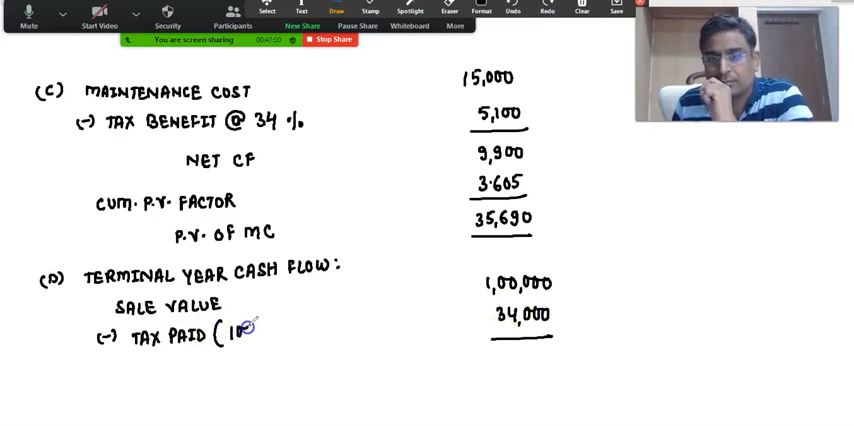 Mute Start Video Security Participants New Share Pause Share Whiteboard More
Select Text Draw Stamp Spotlight Eraser Format Undo Redo Clear Save
You are screen sharing 00:47:00 Stop Share
(C) MAINTENANCE COST 15,000
(-) TAX BENEFIT @ 34 % 5,100
NET CF 9,900
CUM. P.V. FACTOR 3.605
P.V. OF MC 35,690
(D) TERMINAL YEAR CASH FLOW:
SALE VALUE 1,00,000
(-) TAX PAID ( 34,000